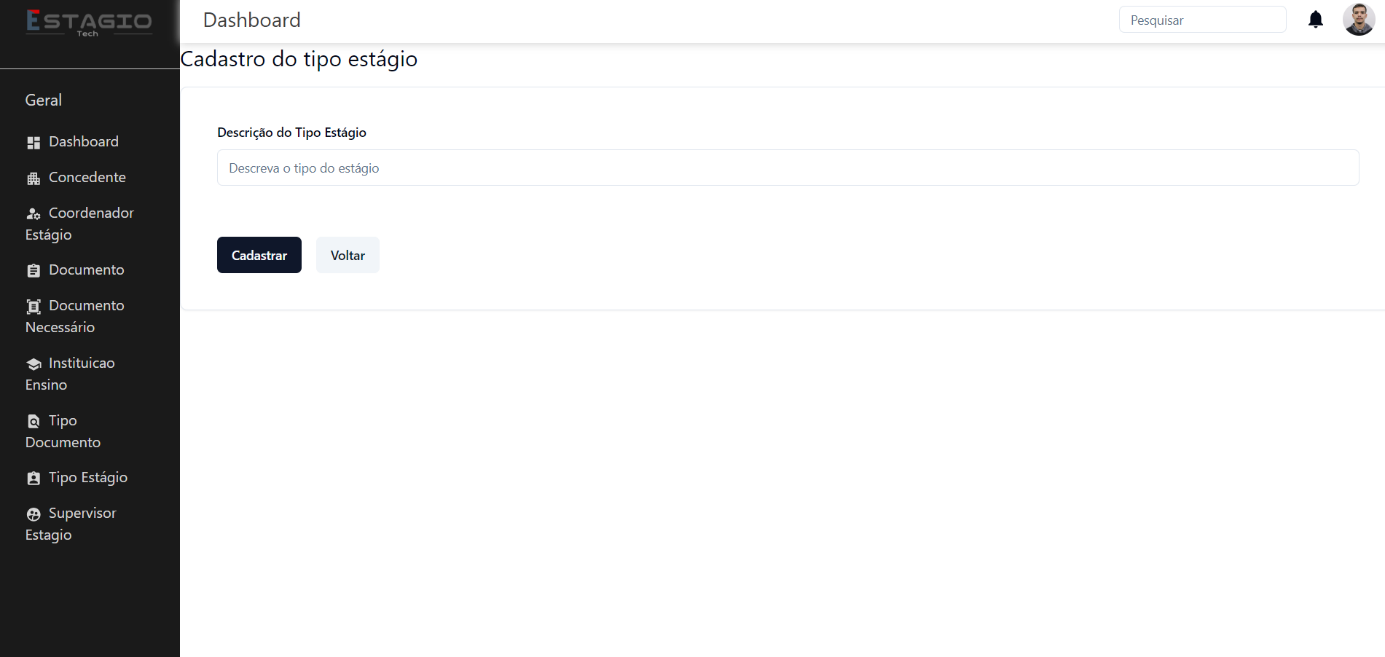 ESTAGIO
Tech
Dashboard
Pesquisar
Cadastro do tipo estágio
Geral
Dashboard
Concedente
Coordenador
Estágio
Documento
Documento
Necessário
Instituicao
Ensino
Tipo
Documento
Tipo Estágio
Supervisor
Estagio
Descrição do Tipo Estágio
Descreva o tipo do estágio
Cadastrar
Voltar